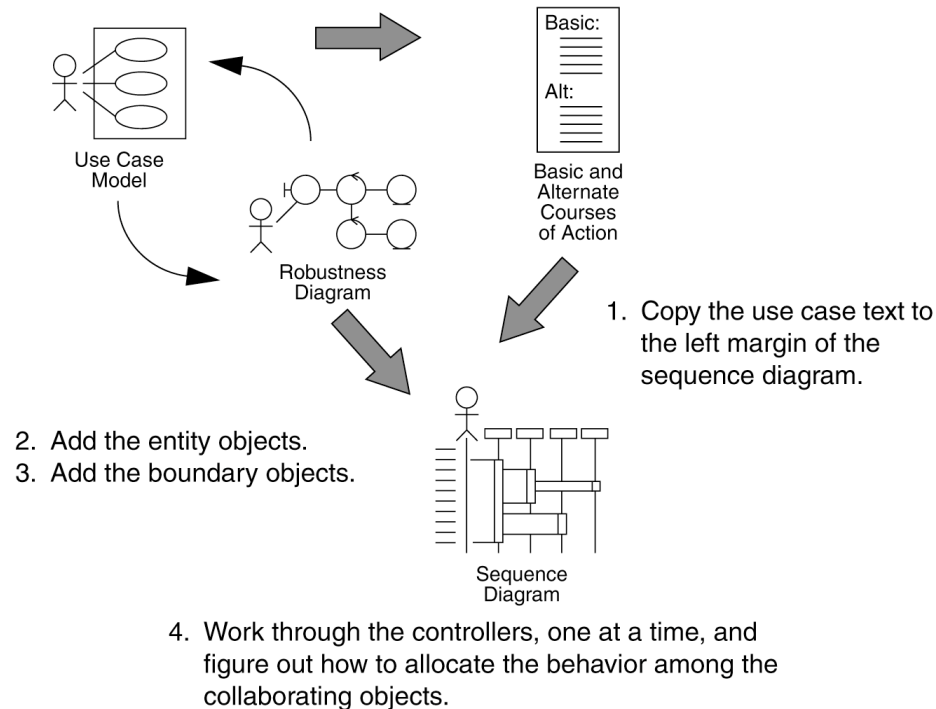 Basic:
Alt:
Use Case
Model
Basic and
Alternate
Courses
of Action
Robustness
Diagram
1. Copy the use case text to
the left margin of the
sequence diagram.
2. Add the entity objects.
3. Add the boundary objects.
Sequence
Diagram
4. Work through the controllers, one at a time, and
figure out how to allocate the behavior among the
collaborating objects.